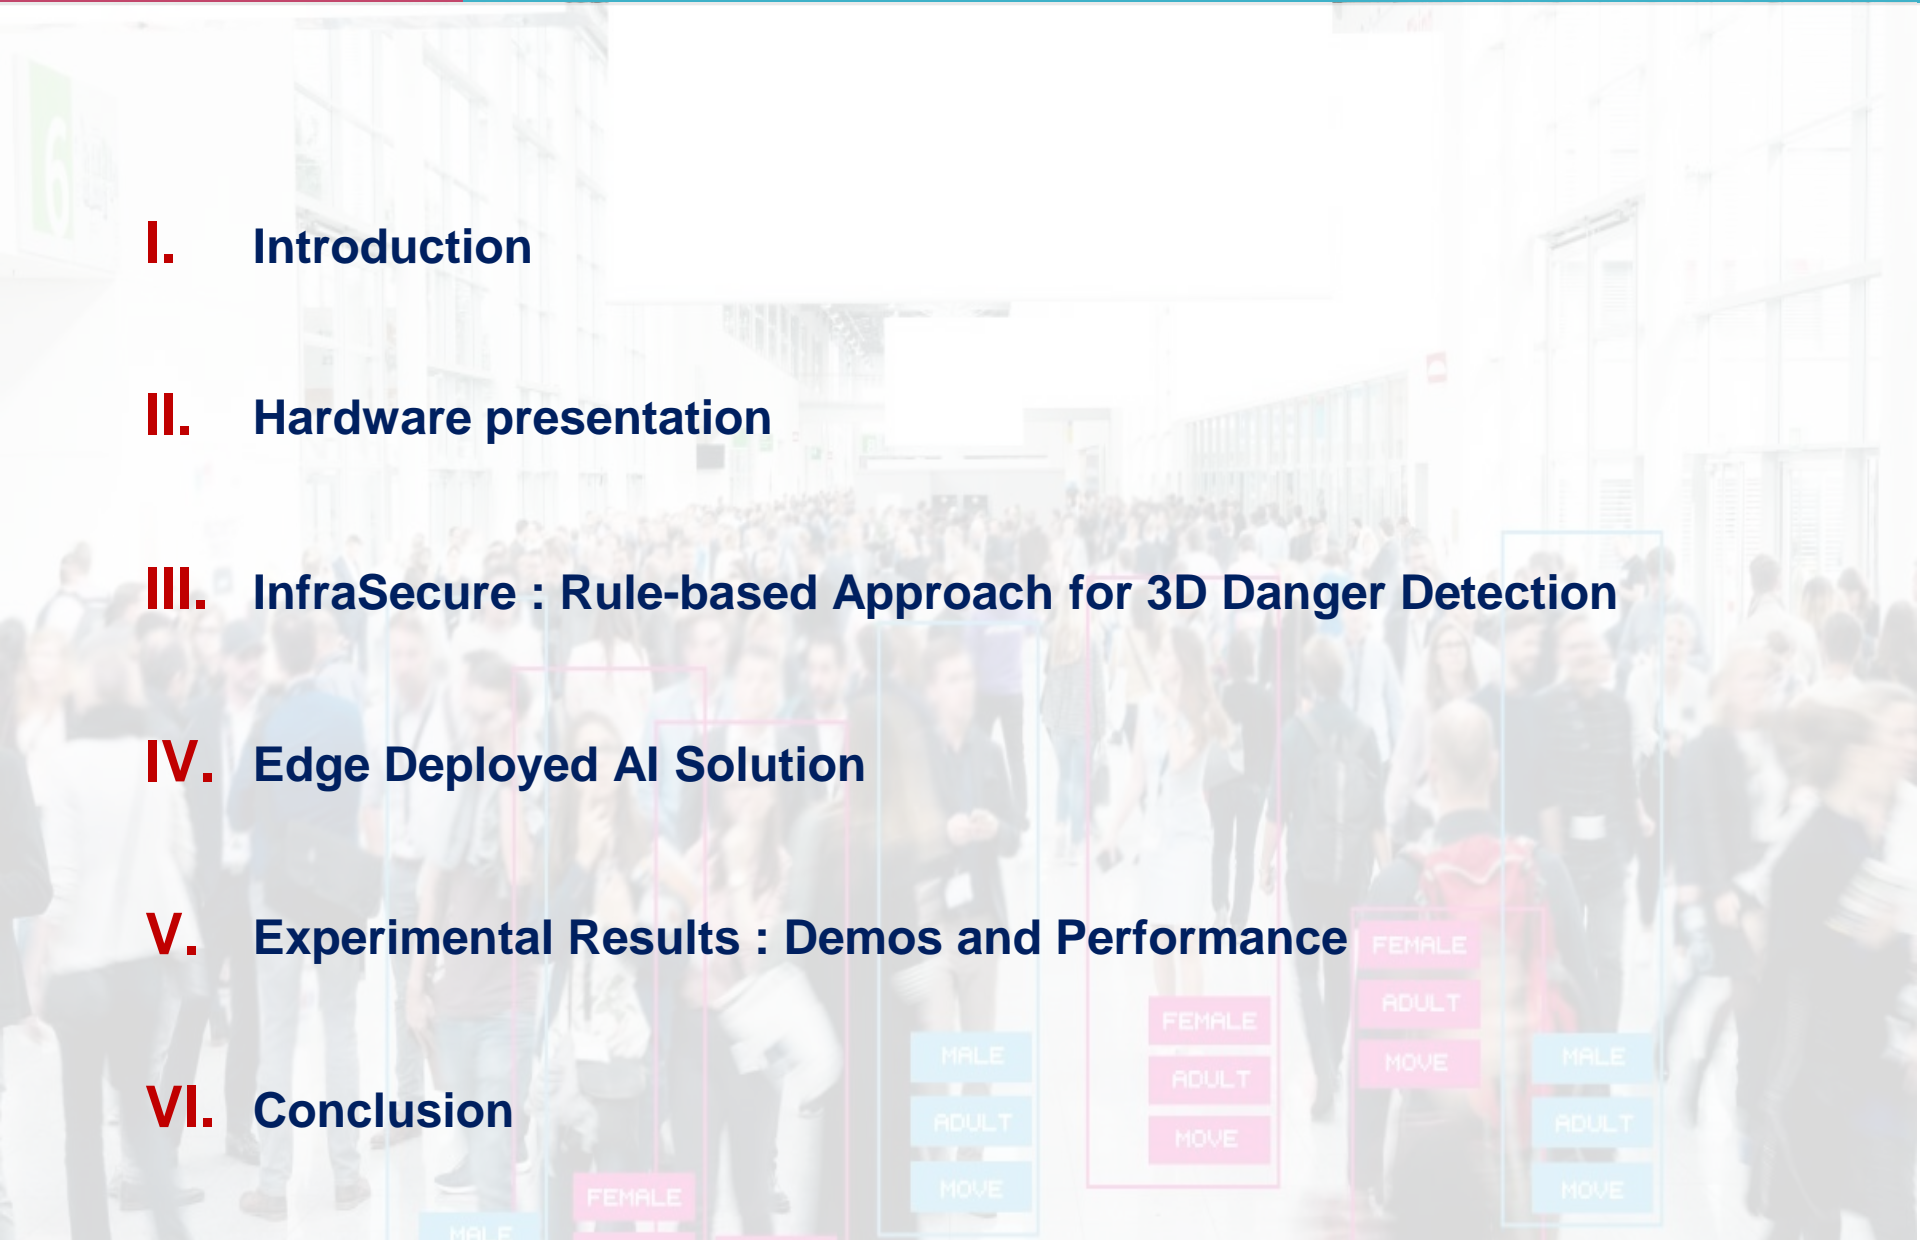 I. Introduction
II. Hardware presentation
III. InfraSecure : Rule-based Approach for 3D Danger Detection
IV. Edge Deployed AI Solution
V. Experimental Results : Demos and Performance
VI. Conclusion
6
FEMALE
ADULT
MOVE
FEMALE
ADULT
MOVE
MALE
ADULT
MOVE
MALE
ADULT
MOVE
FEMALE
MALE